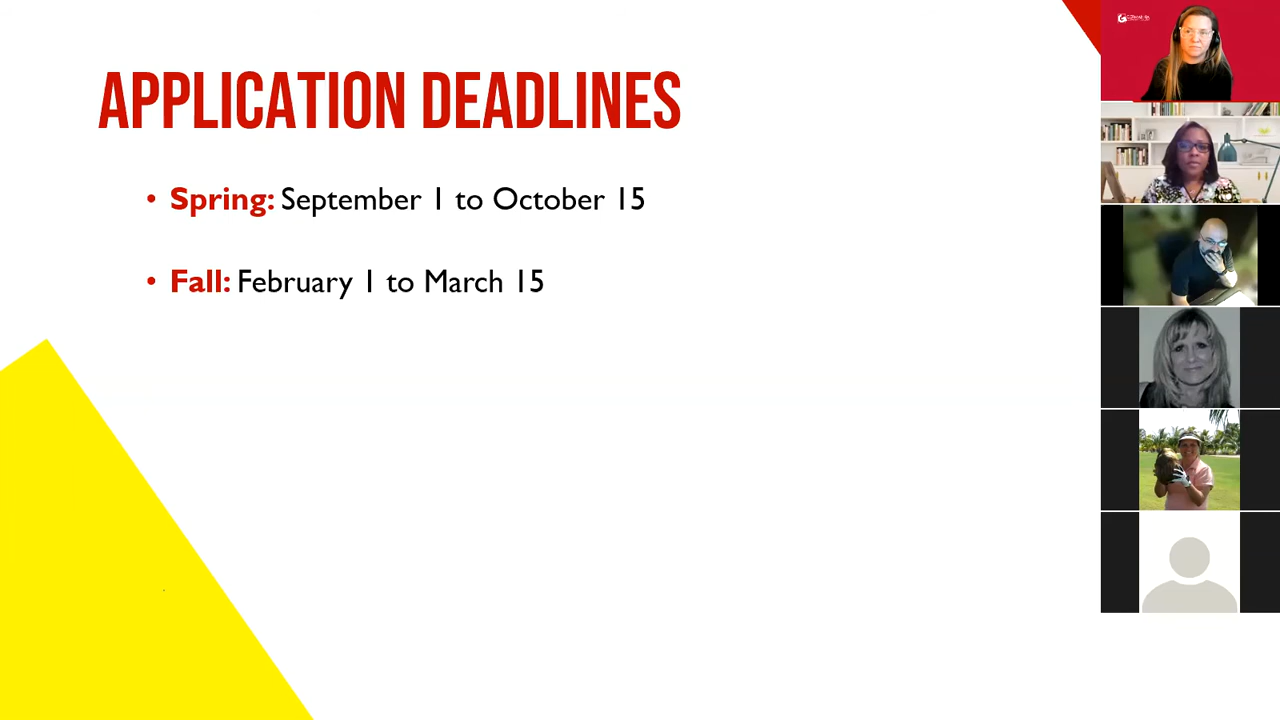 APPLICATION DEADLINES
• Spring: September 1 to October 15
• Fall: February 1 to March 15